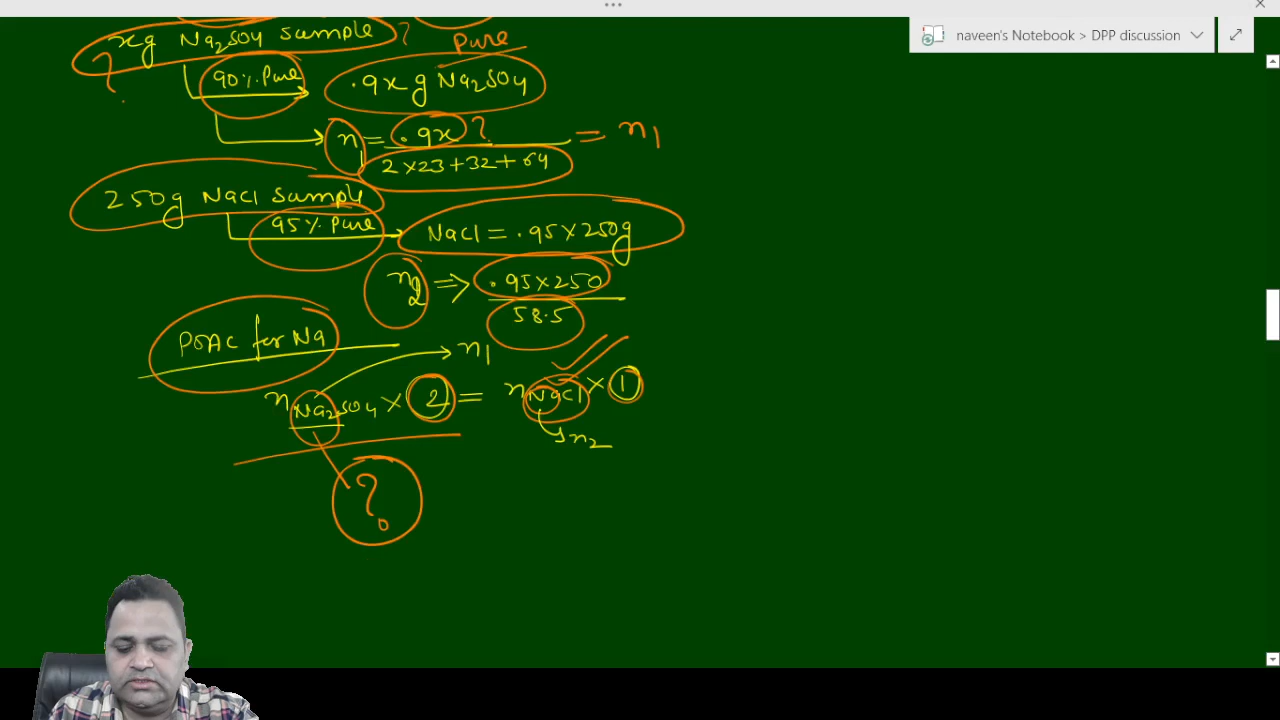 naveen's Notebook > DPP discussion
xg Na2SO4 sample ?
Pure
?
90%. Pure
.9x g Na2SO4
n1 = .9x ? / 2×23+32+64 = n1
250g NaCl Sample
95%. Pure
NaCl = .95×250g
n2 ⇒ .95×250 / 58.5
POAC for Na
n1
nNa2SO4 × 2 = nNaCl × 1
n2
?